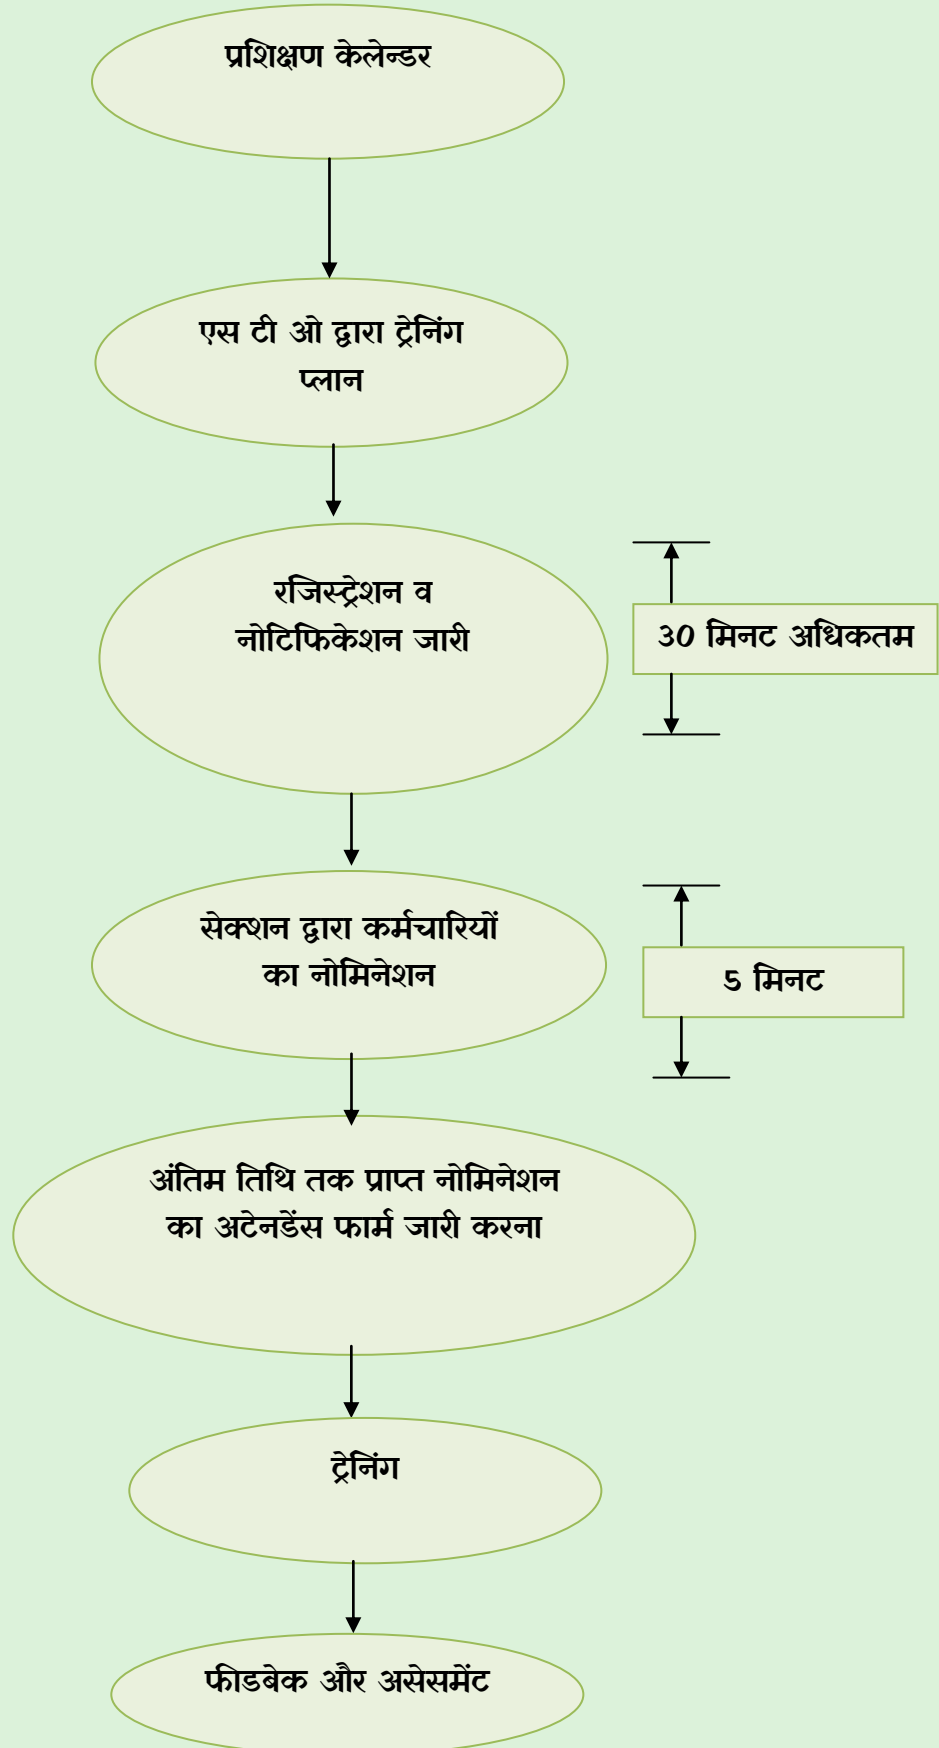 प्रशिक्षण केलेन्डर
एस टी ओ द्वारा ट्रेनिंग
प्लान
रजिस्ट्रेशन व
नोटिफिकेशन जारी
30 मिनट अधिकतम
सेक्शन द्वारा कर्मचारियों
का नोमिनेशन
5 मिनट
अंतिम तिथि तक प्राप्त नोमिनेशन
का अटेनडेंस फार्म जारी करना
ट्रेनिंग
फीडबेक और असेसमेंट